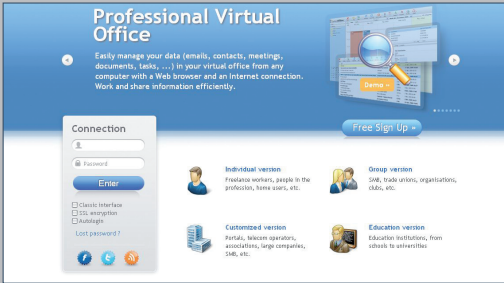 Professional Virtual
Office
Easily manage your data (emails, contacts, meetings,
documents, tasks, ...) in your virtual office from any
computer with a Web browser and an Internet connection.
Work and share information efficiently.
Demo »
Free Sign Up »
Connection
Password
Enter
Classic Interface
SSL encryption
Autologin
Lost password ?
Individual version
Freelance workers, people in the
profession, home users, etc.
Group version
SMB, trade unions, organisations,
clubs, etc.
Customized version
Portals, telecom operators,
associations, large companies,
SMB, etc.
Education version
Education institutions, from
schools to universities